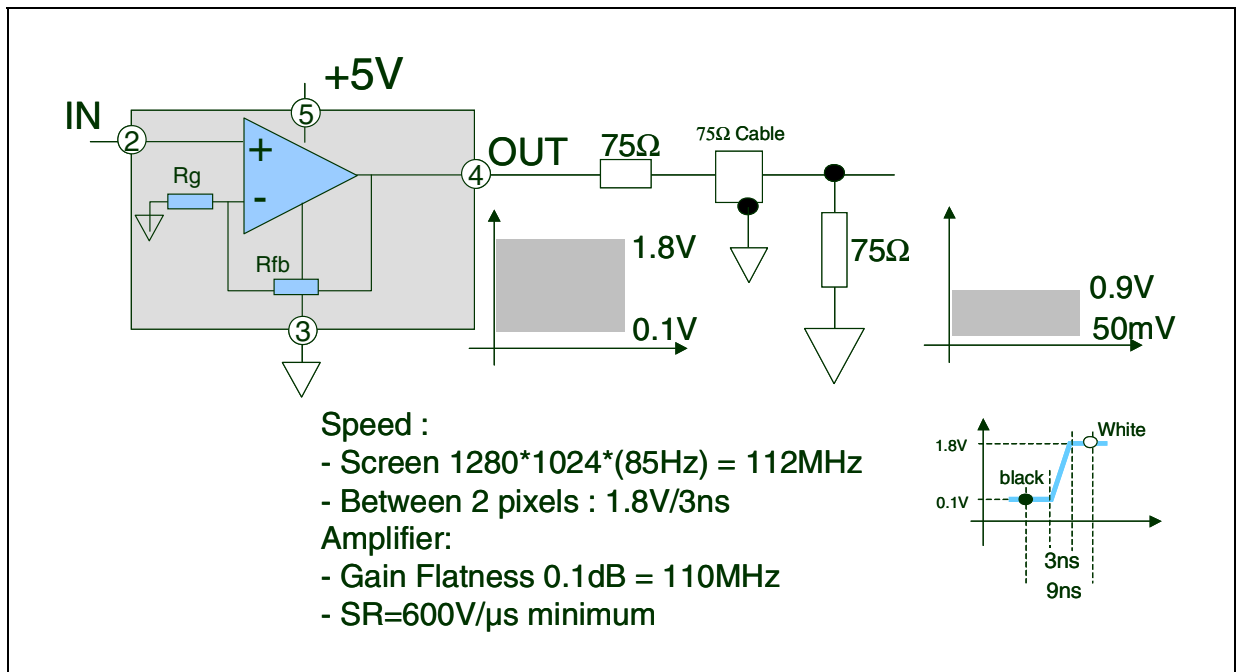 +5V
IN
5
2
+
-
Rg
Rfb
3
4
OUT
75Ω
75Ω Cable
75Ω
1.8V
0.1V
0.9V
50mV
Speed :
- Screen 1280*1024*(85Hz) = 112MHz
- Between 2 pixels : 1.8V/3ns
Amplifier:
- Gain Flatness 0.1dB = 110MHz
- SR=600V/µs minimum
White
1.8V
black
0.1V
3ns
9ns